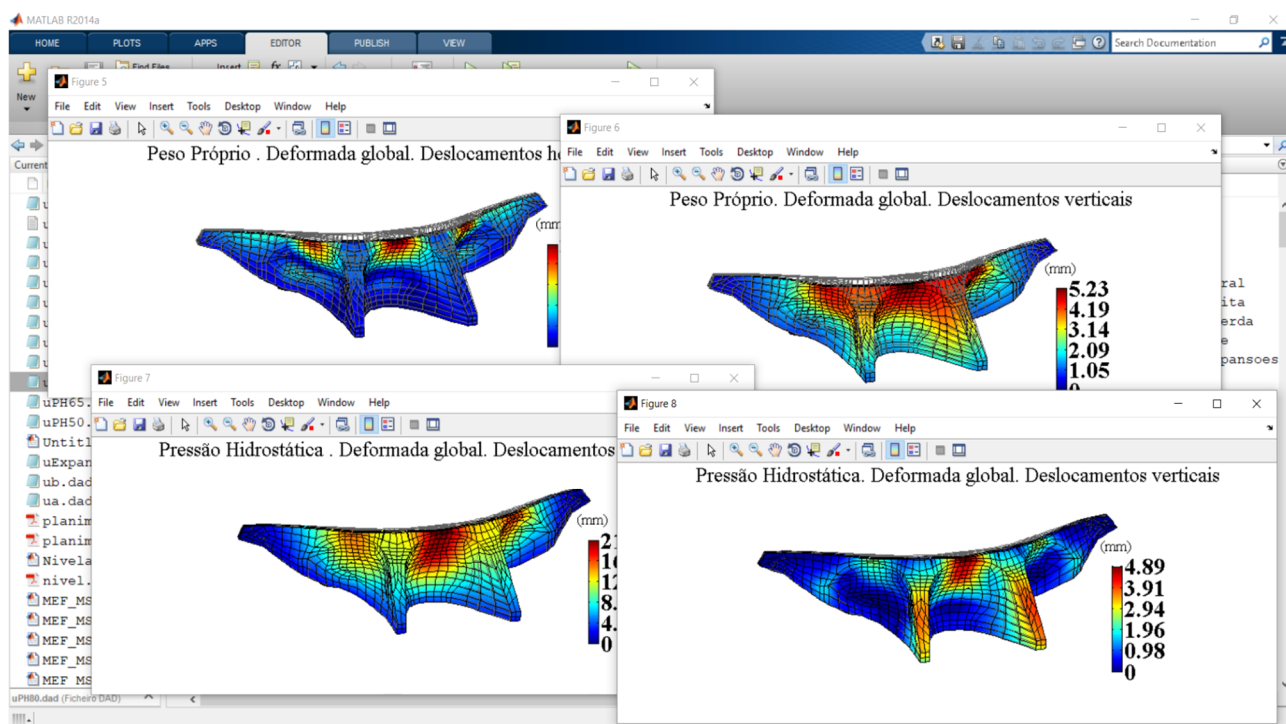 MATLAB R2014a
HOME PLOTS APPS EDITOR PUBLISH VIEW
Search Documentation
New
Find Files
Insert fx
Current
Figure 5
File Edit View Insert Tools Desktop Window Help
Peso Próprio . Deformada global. Deslocamentos
Figure 6
File Edit View Insert Tools Desktop Window Help
Peso Próprio. Deformada global. Deslocamentos verticais
(mm)
5.23
4.19
3.14
2.09
1.05
0
Figure 7
File Edit View Insert Tools Desktop Window Help
Pressão Hidrostática . Deformada global. Deslocamentos
(mm)
0
Figure 8
File Edit View Insert Tools Desktop Window Help
Pressão Hidrostática. Deformada global. Deslocamentos verticais
(mm)
4.89
3.91
2.94
1.96
0.98
0
uPH65.
uPH50.
Untitl
uExpan
ub.dad
ua.dad
planim
planim
Nivela
nivel.
MEF_MS
MEF_MS
MEF_MS
MEF_MS
MEF_MS
uPH80.dad (Ficheiro DAD)
ral
ita
erda
e
pansoes